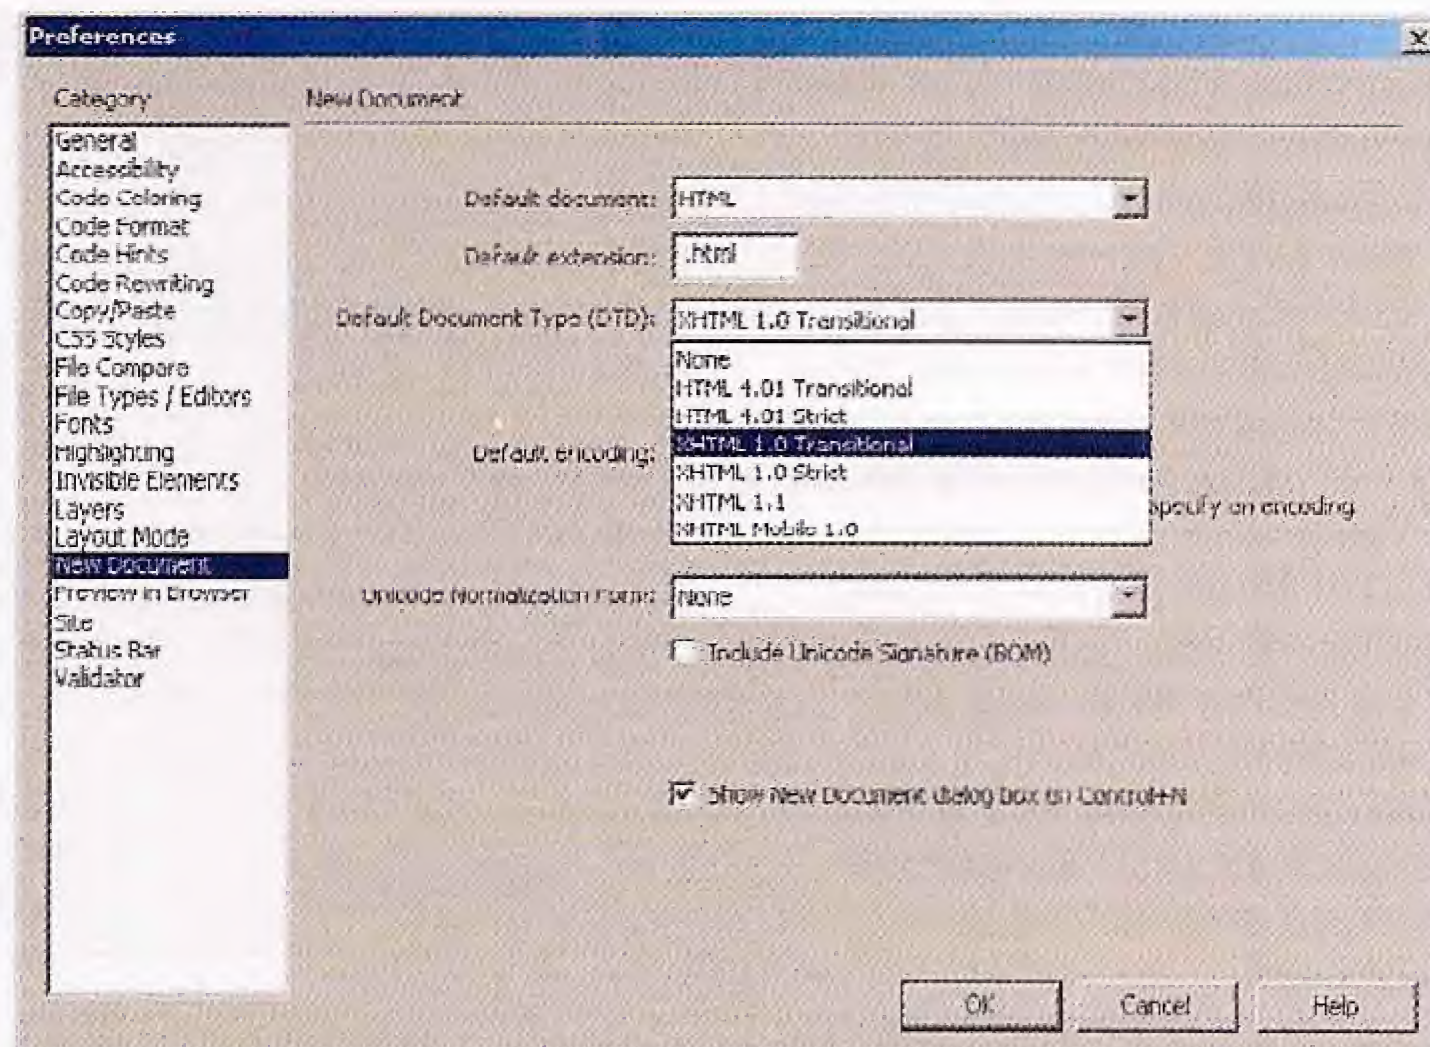 Preferences
Category
General
Accessibility
Code Coloring
Code Format
Code Hints
Code Rewriting
Copy/Paste
CSS Styles
File Compare
File Types / Editors
Fonts
Highlighting
Invisible Elements
Layers
Layout Mode
New Document
Preview in Browser
Site
Status Bar
Validator
New Document
Default document: HTML
Default extension: .html
Default Document Type (DTD): XHTML 1.0 Transitional
None
HTML 4.01 Transitional
HTML 4.01 Strict
XHTML 1.0 Transitional
Default encoding:
XHTML 1.0 Strict
XHTML 1.1
specify an encoding
XHTML Mobile 1.0
Unicode Normalization Form: None
Include Unicode Signature (BOM)
Show New Document dialog box on Control+N
OK
Cancel
Help